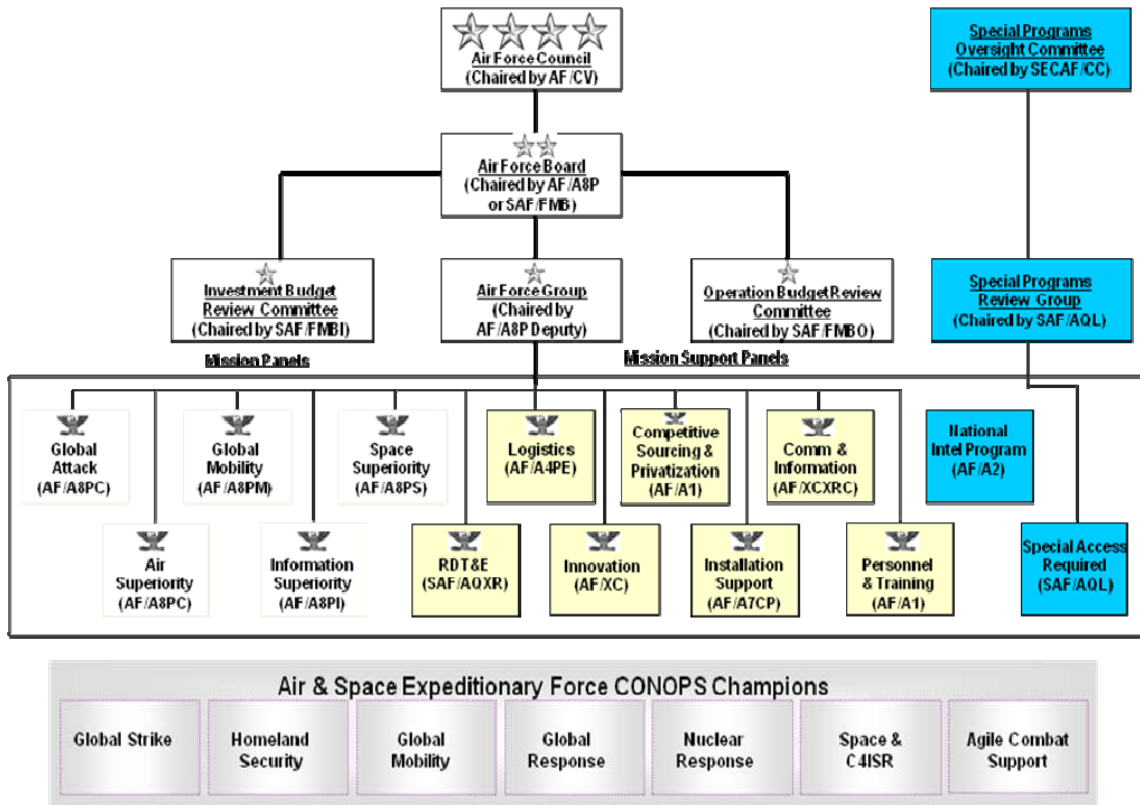 Air Force Council
(Chaired by AF/CV)
Special Programs
Oversight Committee
(Chaired by SECAF/CC)
Air Force Board
(Chaired by AF/A8P
or SAF/FMB)
Investment Budget
Review Committee
(Chaired by SAF/FMBI)
Air Force Group
(Chaired by
AF/A8P Deputy)
Operation Budget Review
Committee
(Chaired by SAF/FMBO)
Special Programs
Review Group
(Chaired by SAF/AQL)
Mission Panels
Mission Support Panels
Global
Attack
(AF/A8PC)
Global
Mobility
(AF/A8PM)
Space
Superiority
(AF/A8PS)
Logistics
(AF/A4PE)
Competitive
Sourcing &
Privatization
(AF/A1)
Comm &
Information
(AF/XCXRC)
National
Intel Program
(AF/A2)
Air
Superiority
(AF/A8PC)
Information
Superiority
(AF/A8PI)
RDT&E
(SAF/AQXR)
Innovation
(AF/XC)
Installation
Support
(AF/A7CP)
Personnel
& Training
(AF/A1)
Special Access
Required
(SAF/AQL)
Air & Space Expeditionary Force CONOPS Champions
Global Strike
Homeland
Security
Global
Mobility
Global
Response
Nuclear
Response
Space &
C4ISR
Agile Combat
Support